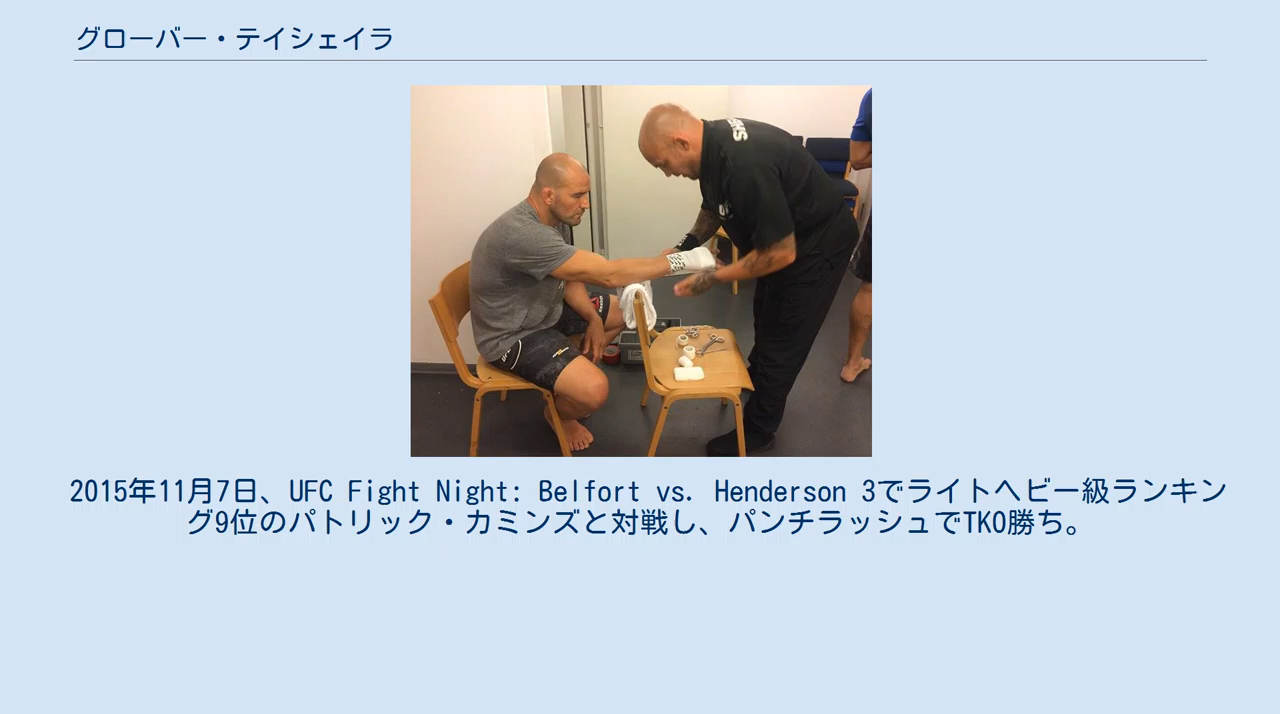 グローバー・テイシェイラ
2015年11月7日、UFC Fight Night: Belfort vs. Henderson 3でライトヘビー級ランキン
グ9位のパトリック・カミンズと対戦し、パンチラッシュでTKO勝ち。